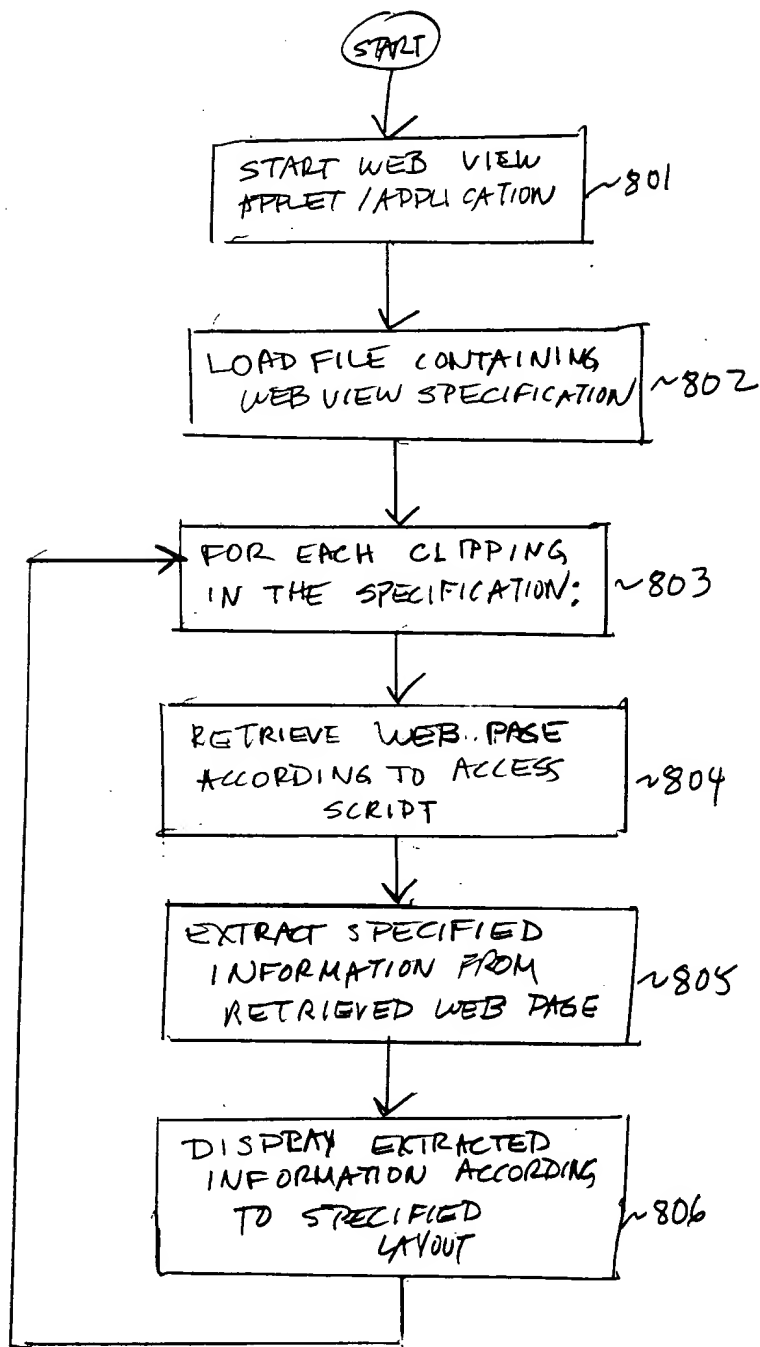 START
START WEB VIEW
APPLET / APPLICATION
~801
LOAD FILE CONTAINING
WEB VIEW SPECIFICATION
~802
FOR EACH CLIPPING
IN THE SPECIFICATION:
~803
RETRIEVE WEB PAGE
ACCORDING TO ACCESS
SCRIPT
~804
EXTRACT SPECIFIED
INFORMATION FROM
RETRIEVED WEB PAGE
~805
DISPLAY EXTRACTED
INFORMATION ACCORDING
TO SPECIFIED
LAYOUT
~806